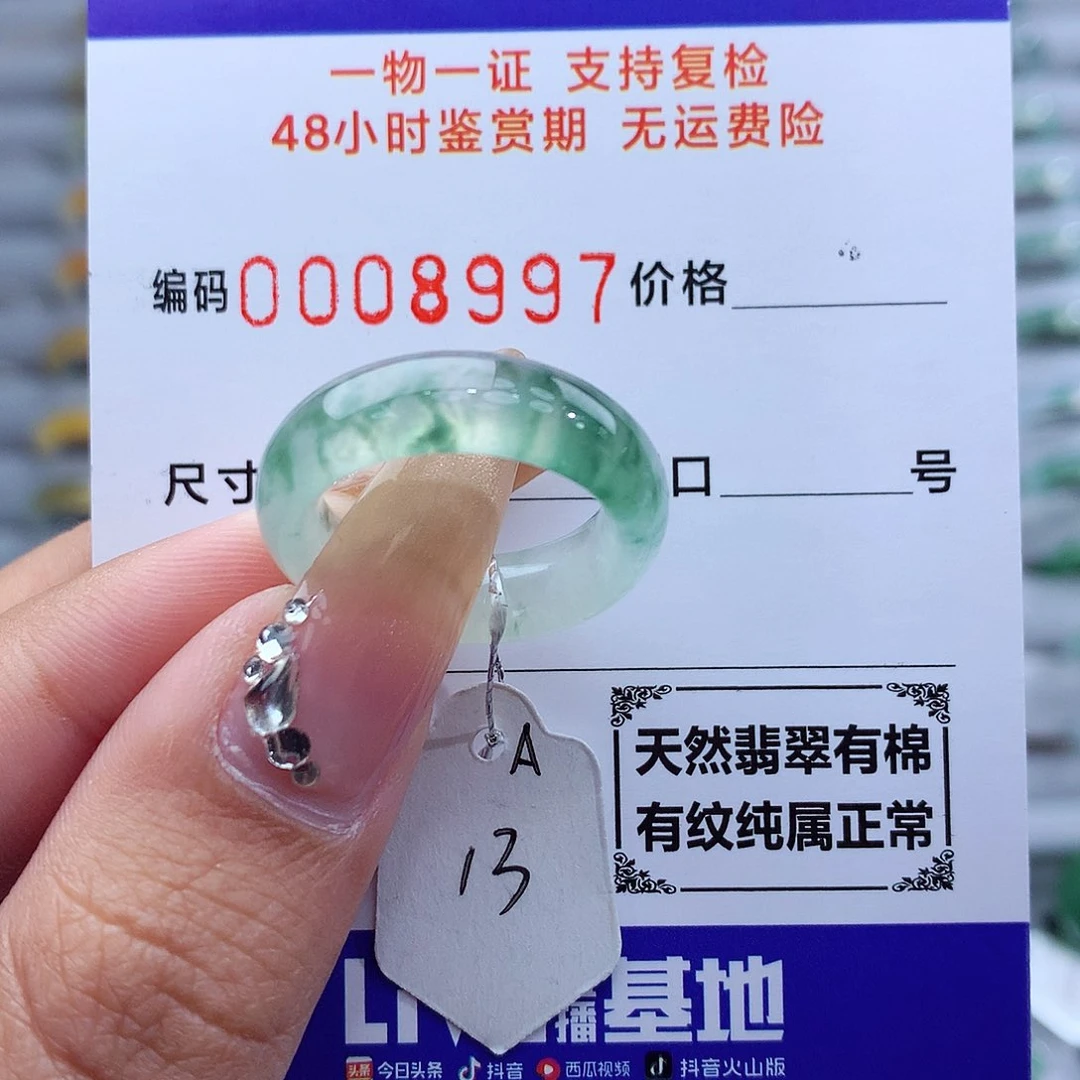 一物一证 支持复检
48小时鉴赏期 无运费险
编码 0008997 价格
尺寸 口 号
A
13
天然翡翠有棉
有纹纯属正常
播基地
头条 今日头条 抖音 西瓜视频 抖音火山版